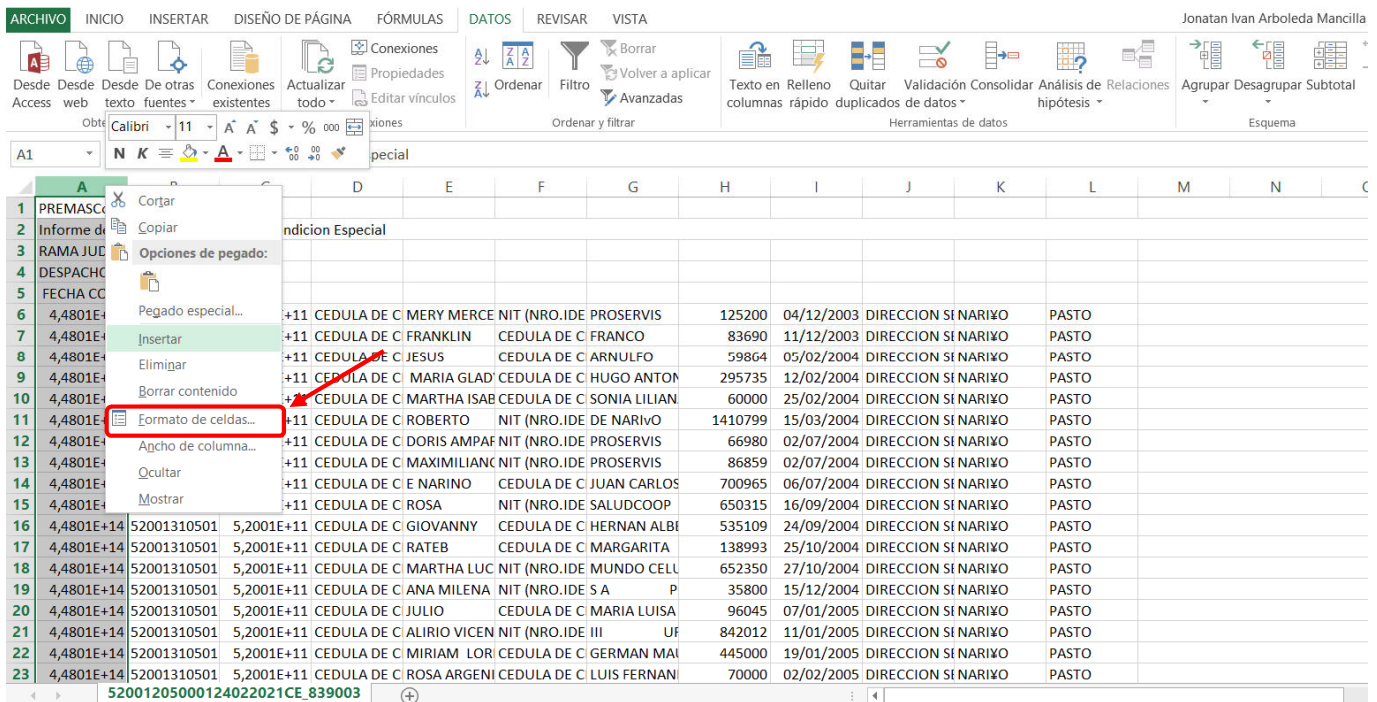 ARCHIVO INICIO INSERTAR DISEÑO DE PÁGINA FÓRMULAS DATOS REVISAR VISTA Jonatan Ivan Arboleda Mancilla
Conexiones Borrar
Propiedades Volver a aplicar
Editar vínculos Avanzadas
Desde Desde Desde De otras Conexiones Actualizar Ordenar Filtro Texto en Relleno Quitar Validación Consolidar Análisis de Relaciones Agrupar Desagrupar Subtotal
Access web texto fuentes existentes todo columnas rápido duplicados de datos hipótesis
Obte xiones Ordenar y filtrar Herramientas de datos Esquema
Calibri 11 A A $ % 000
N K A
A1 pecial
A D E F G H I J K L M N
1 PREMASC
2 Informe de ndicion Especial
3 RAMA JUD
4 DESPACHO
5 FECHA CO
6 4,4801E+ +11 CEDULA DE C MERY MERCE NIT (NRO.IDE PROSERVIS 125200 04/12/2003 DIRECCION SE NARI¥O PASTO
7 4,4801E+ +11 CEDULA DE C FRANKLIN CEDULA DE C FRANCO 83690 11/12/2003 DIRECCION SE NARI¥O PASTO
8 4,4801E+ +11 CEDULA DE C JESUS CEDULA DE C ARNULFO 59864 05/02/2004 DIRECCION SE NARI¥O PASTO
9 4,4801E+ +11 CEDULA DE C MARIA GLAD CEDULA DE C HUGO ANTON 295735 12/02/2004 DIRECCION SE NARI¥O PASTO
10 4,4801E+ +11 CEDULA DE C MARTHA ISAB CEDULA DE C SONIA LILIAN 60000 25/02/2004 DIRECCION SE NARI¥O PASTO
11 4,4801E+ +11 CEDULA DE C ROBERTO NIT (NRO.IDE DE NARIvO 1410799 15/03/2004 DIRECCION SE NARI¥O PASTO
12 4,4801E+ +11 CEDULA DE C DORIS AMPAR NIT (NRO.IDE PROSERVIS 66980 02/07/2004 DIRECCION SE NARI¥O PASTO
13 4,4801E+ +11 CEDULA DE C MAXIMILIANO NIT (NRO.IDE PROSERVIS 86859 02/07/2004 DIRECCION SE NARI¥O PASTO
14 4,4801E+ +11 CEDULA DE C E NARINO CEDULA DE C JUAN CARLOS 700965 06/07/2004 DIRECCION SE NARI¥O PASTO
15 4,4801E+ +11 CEDULA DE C ROSA NIT (NRO.IDE SALUDCOOP 650315 16/09/2004 DIRECCION SE NARI¥O PASTO
16 4,4801E+14 52001310501 5,2001E+11 CEDULA DE C GIOVANNY CEDULA DE C HERNAN ALBE 535109 24/09/2004 DIRECCION SE NARI¥O PASTO
17 4,4801E+14 52001310501 5,2001E+11 CEDULA DE C RATEB CEDULA DE C MARGARITA 138993 25/10/2004 DIRECCION SE NARI¥O PASTO
18 4,4801E+14 52001310501 5,2001E+11 CEDULA DE C MARTHA LUC NIT (NRO.IDE MUNDO CELU 652350 27/10/2004 DIRECCION SE NARI¥O PASTO
19 4,4801E+14 52001310501 5,2001E+11 CEDULA DE C ANA MILENA NIT (NRO.IDE S A P 35800 15/12/2004 DIRECCION SE NARI¥O PASTO
20 4,4801E+14 52001310501 5,2001E+11 CEDULA DE C JULIO CEDULA DE C MARIA LUISA 96045 07/01/2005 DIRECCION SE NARI¥O PASTO
21 4,4801E+14 52001310501 5,2001E+11 CEDULA DE C ALIRIO VICEN NIT (NRO.IDE III UR 842012 11/01/2005 DIRECCION SE NARI¥O PASTO
22 4,4801E+14 52001310501 5,2001E+11 CEDULA DE C MIRIAM LOR CEDULA DE C GERMAN MAU 445000 19/01/2005 DIRECCION SE NARI¥O PASTO
23 4,4801E+14 52001310501 5,2001E+11 CEDULA DE C ROSA ARGENI CEDULA DE C LUIS FERNAN 70000 02/02/2005 DIRECCION SE NARI¥O PASTO
Cortar
Copiar
Opciones de pegado:
Pegado especial...
Insertar
Eliminar
Borrar contenido
Formato de celdas...
Ancho de columna...
Ocultar
Mostrar
52001205000124022021CE_839003